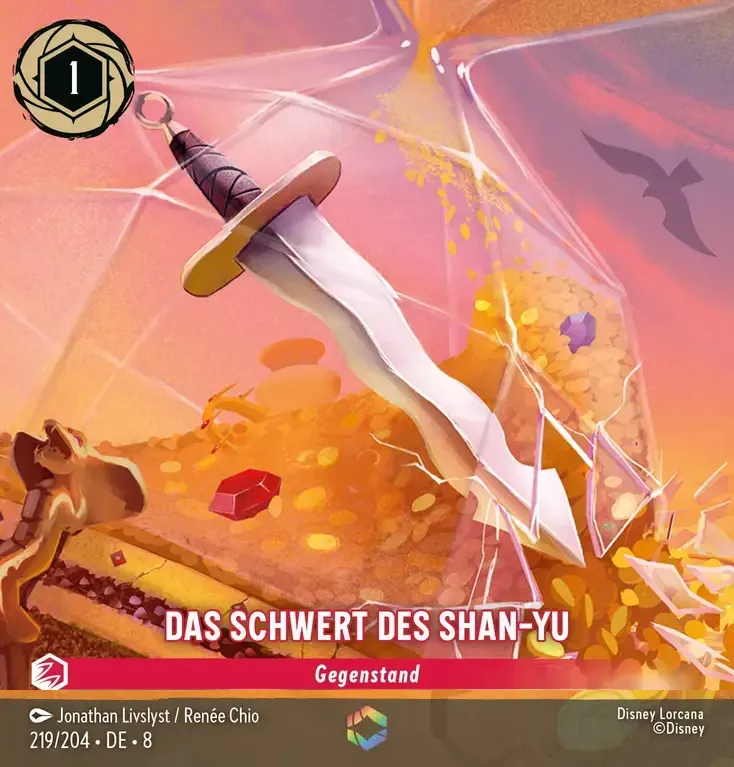 1
DAS SCHWERT DES SHAN-YU
Gegenstand
Jonathan Livslyst / Renée Chio
219/204 • DE • 8
Disney Lorcana
©Disney